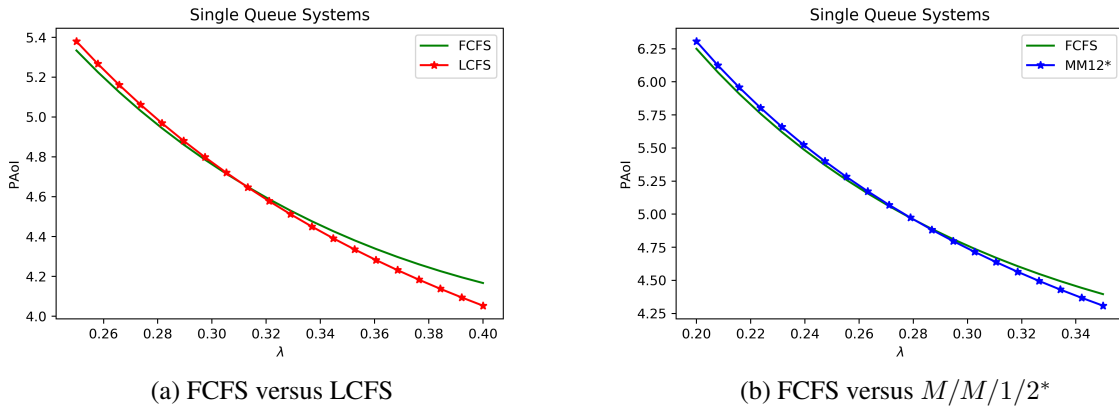 Single Queue Systems
FCFS
LCFS
PAoI
5.4
5.2
5.0
4.8
4.6
4.4
4.2
4.0
0.26 0.28 0.30 0.32 0.34 0.36 0.38 0.40
λ
(a) FCFS versus LCFS
Single Queue Systems
FCFS
MM12*
PAoI
6.25
6.00
5.75
5.50
5.25
5.00
4.75
4.50
4.25
0.20 0.22 0.24 0.26 0.28 0.30 0.32 0.34
λ
(b) FCFS versus M/M/1/2*